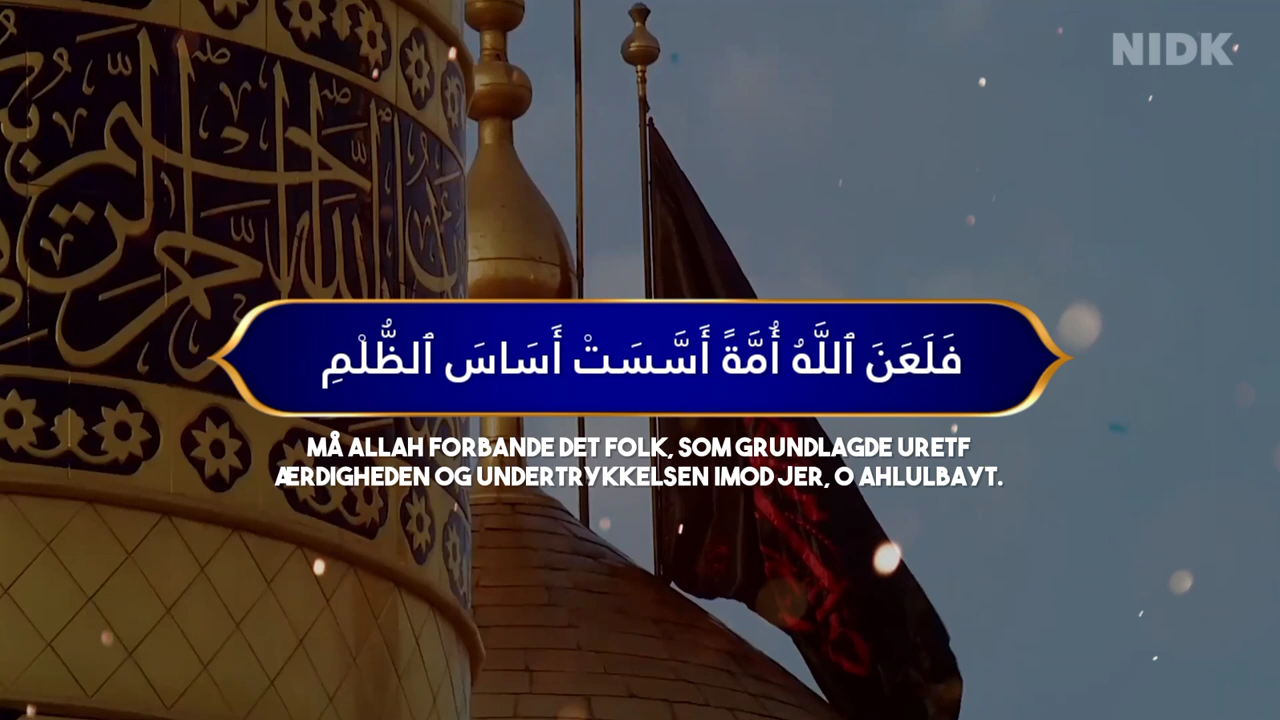 NIDK
فَلَعَنَ ٱللَّهُ أُمَّةً أَسَّسَتْ أَسَاسَ ٱلظُّلْمِ
MÅ ALLAH FORBANDE DET FOLK, SOM GRUNDLAGDE URETF
ÆRDIGHEDEN OG UNDERTRYKKELSEN IMOD JER, O AHLULBAYT.